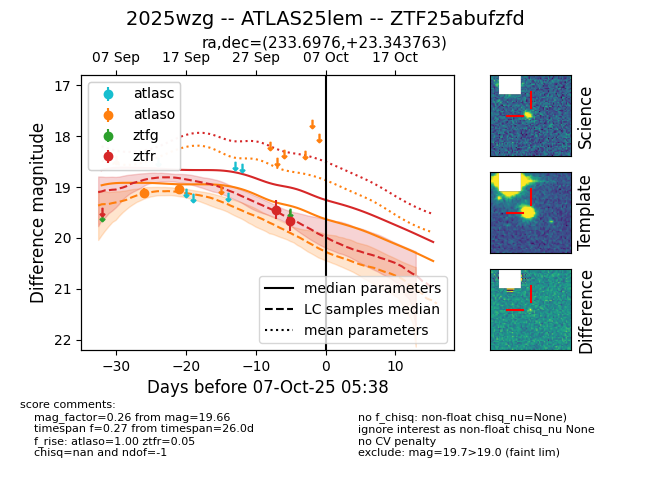 2025wzg -- ATLAS25lem -- ZTF25abufzfd
ra,dec=(233.6976,+23.343763)
07 Sep 17 Sep 27 Sep 07 Oct 17 Oct
17
18
19
20
21
22
Difference magnitude
atlasc
atlaso
ztfg
ztfr
median parameters
LC samples median
mean parameters
−30 −20 −10 0 10
Days before 07-Oct-25 05:38
Science
Template
Difference
score comments:
mag_factor=0.26 from mag=19.66
timespan f=0.27 from timespan=26.0d
f_rise: atlaso=1.00 ztfr=0.05
chisq=nan and ndof=-1
no f_chisq: non-float chisq_nu=None)
ignore interest as non-float chisq_nu None
no CV penalty
exclude: mag=19.7>19.0 (faint lim)